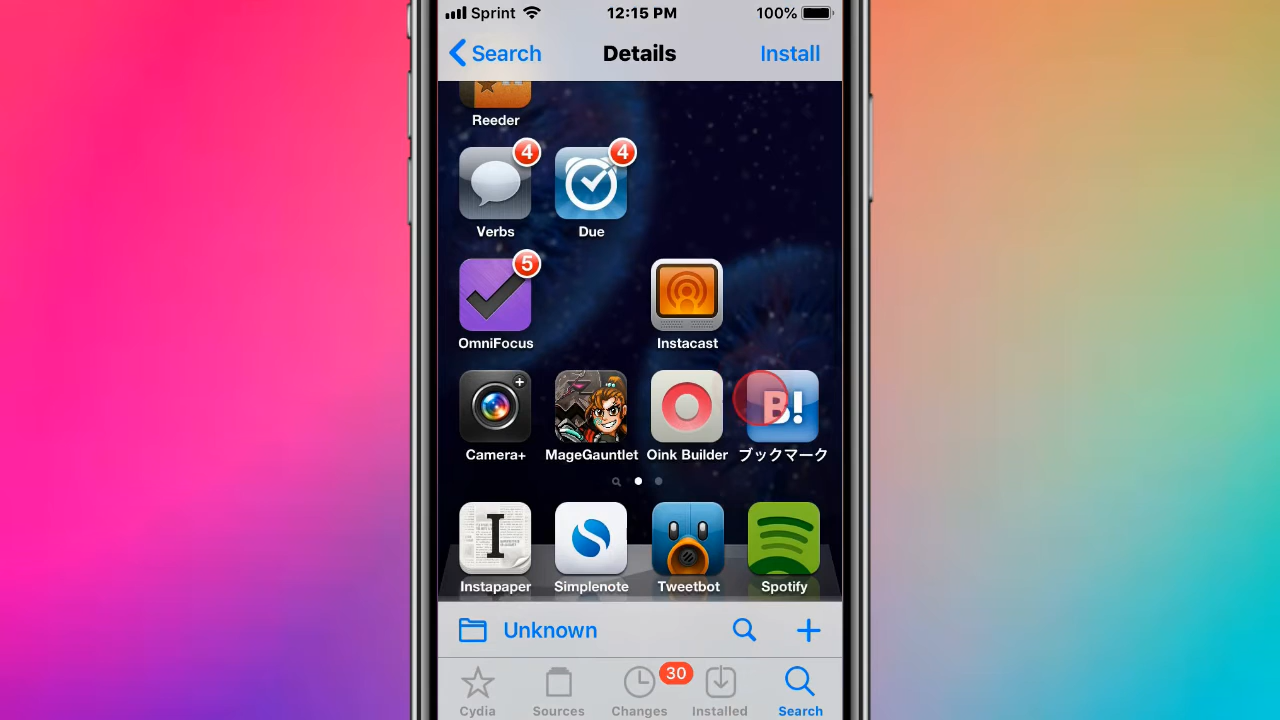 Sprint 12:15 PM 100%
Search Details Install
Reeder
4 4
Verbs Due
5
OmniFocus Instacast
B!
Camera+ MageGauntlet Oink Builder ブックマーク
I
Instapaper Simplenote Tweetbot Spotify
Unknown
30
Cydia Sources Changes Installed Search